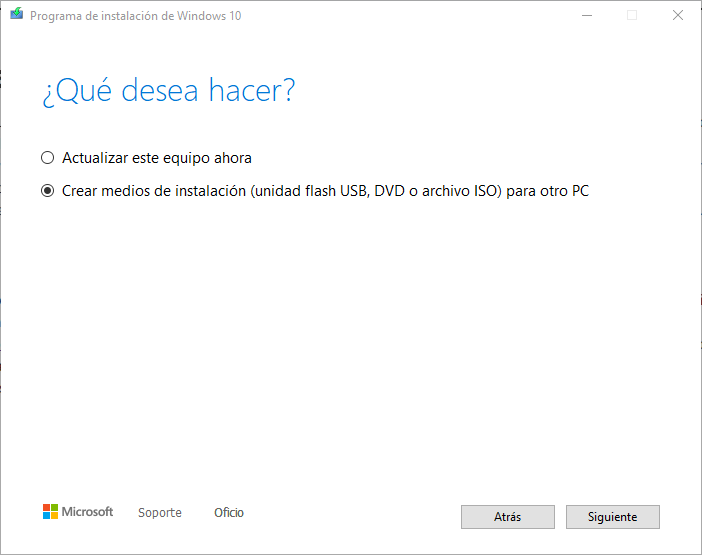 Programa de instalación de Windows 10
¿Qué desea hacer?
Actualizar este equipo ahora
Crear medios de instalación (unidad flash USB, DVD o archivo ISO) para otro PC
Microsoft Soporte Oficio Atrás Siguiente